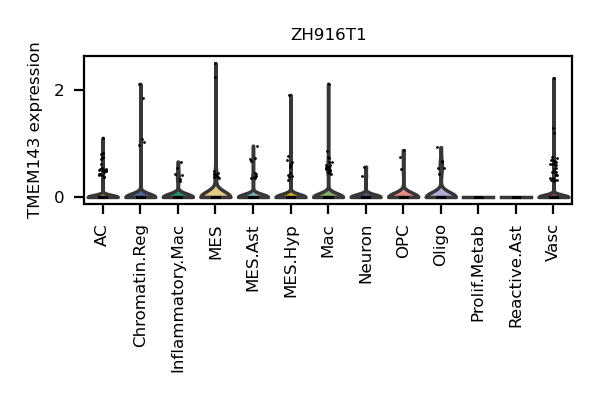 ZH916T1
TMEM143 expression
2
0
AC
Chromatin.Reg
Inflammatory.Mac
MES
MES.Ast
MES.Hyp
Mac
Neuron
OPC
Oligo
Prolif.Metab
Reactive.Ast
Vasc